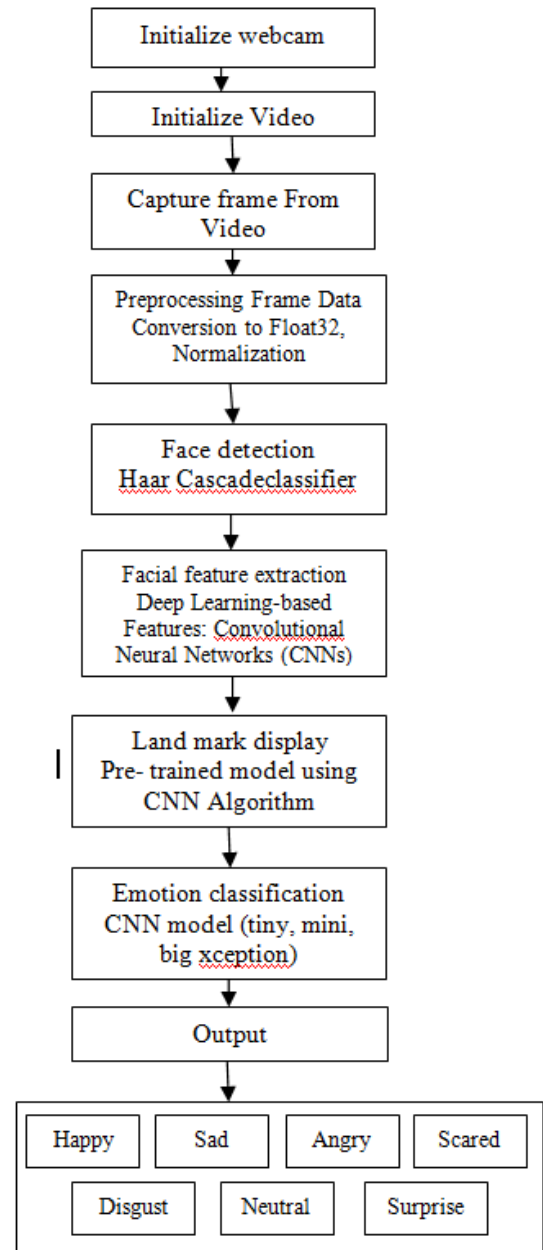 Initialize webcam
Initialize Video
Capture frame From
Video
Preprocessing Frame Data
Conversion to Float32,
Normalization
Face detection
Haar Cascadeclassifier
Facial feature extraction
Deep Learning-based
Features: Convolutional
Neural Networks (CNNs)
Land mark display
Pre- trained model using
CNN Algorithm
Emotion classification
CNN model (tiny, mini,
big xception)
Output
Happy Sad Angry Scared
Disgust Neutral Surprise